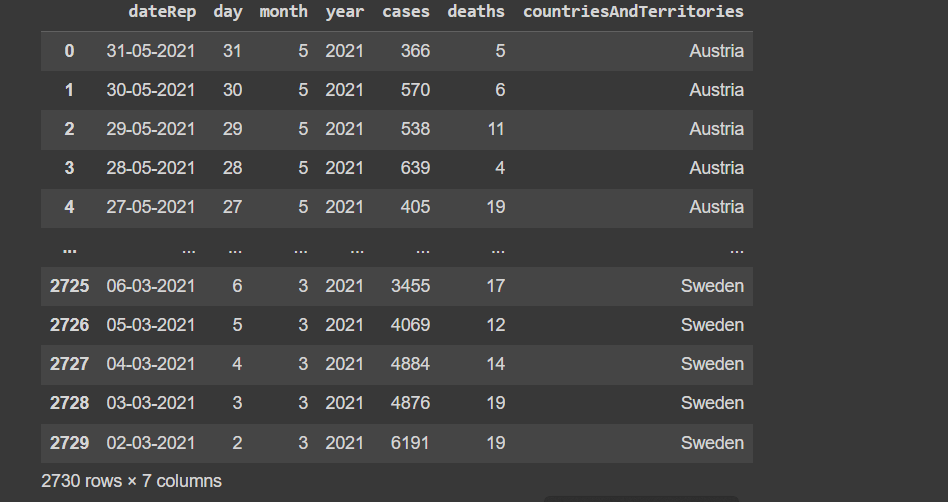 dateRep day month year cases deaths countriesAndTerritories
0 31-05-2021 31 5 2021 366 5 Austria
1 30-05-2021 30 5 2021 570 6 Austria
2 29-05-2021 29 5 2021 538 11 Austria
3 28-05-2021 28 5 2021 639 4 Austria
4 27-05-2021 27 5 2021 405 19 Austria
... ... ... ... ... ... ... ...
2725 06-03-2021 6 3 2021 3455 17 Sweden
2726 05-03-2021 5 3 2021 4069 12 Sweden
2727 04-03-2021 4 3 2021 4884 14 Sweden
2728 03-03-2021 3 3 2021 4876 19 Sweden
2729 02-03-2021 2 3 2021 6191 19 Sweden
2730 rows × 7 columns